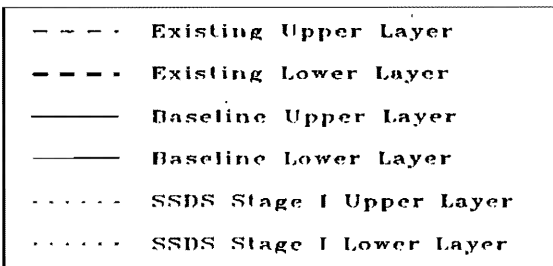 Existing Upper Layer
Existing Lower Layer
Baseline Upper Layer
Baseline Lower Layer
SSDS Stage I Upper Layer
SSDS Stage I Lower Layer